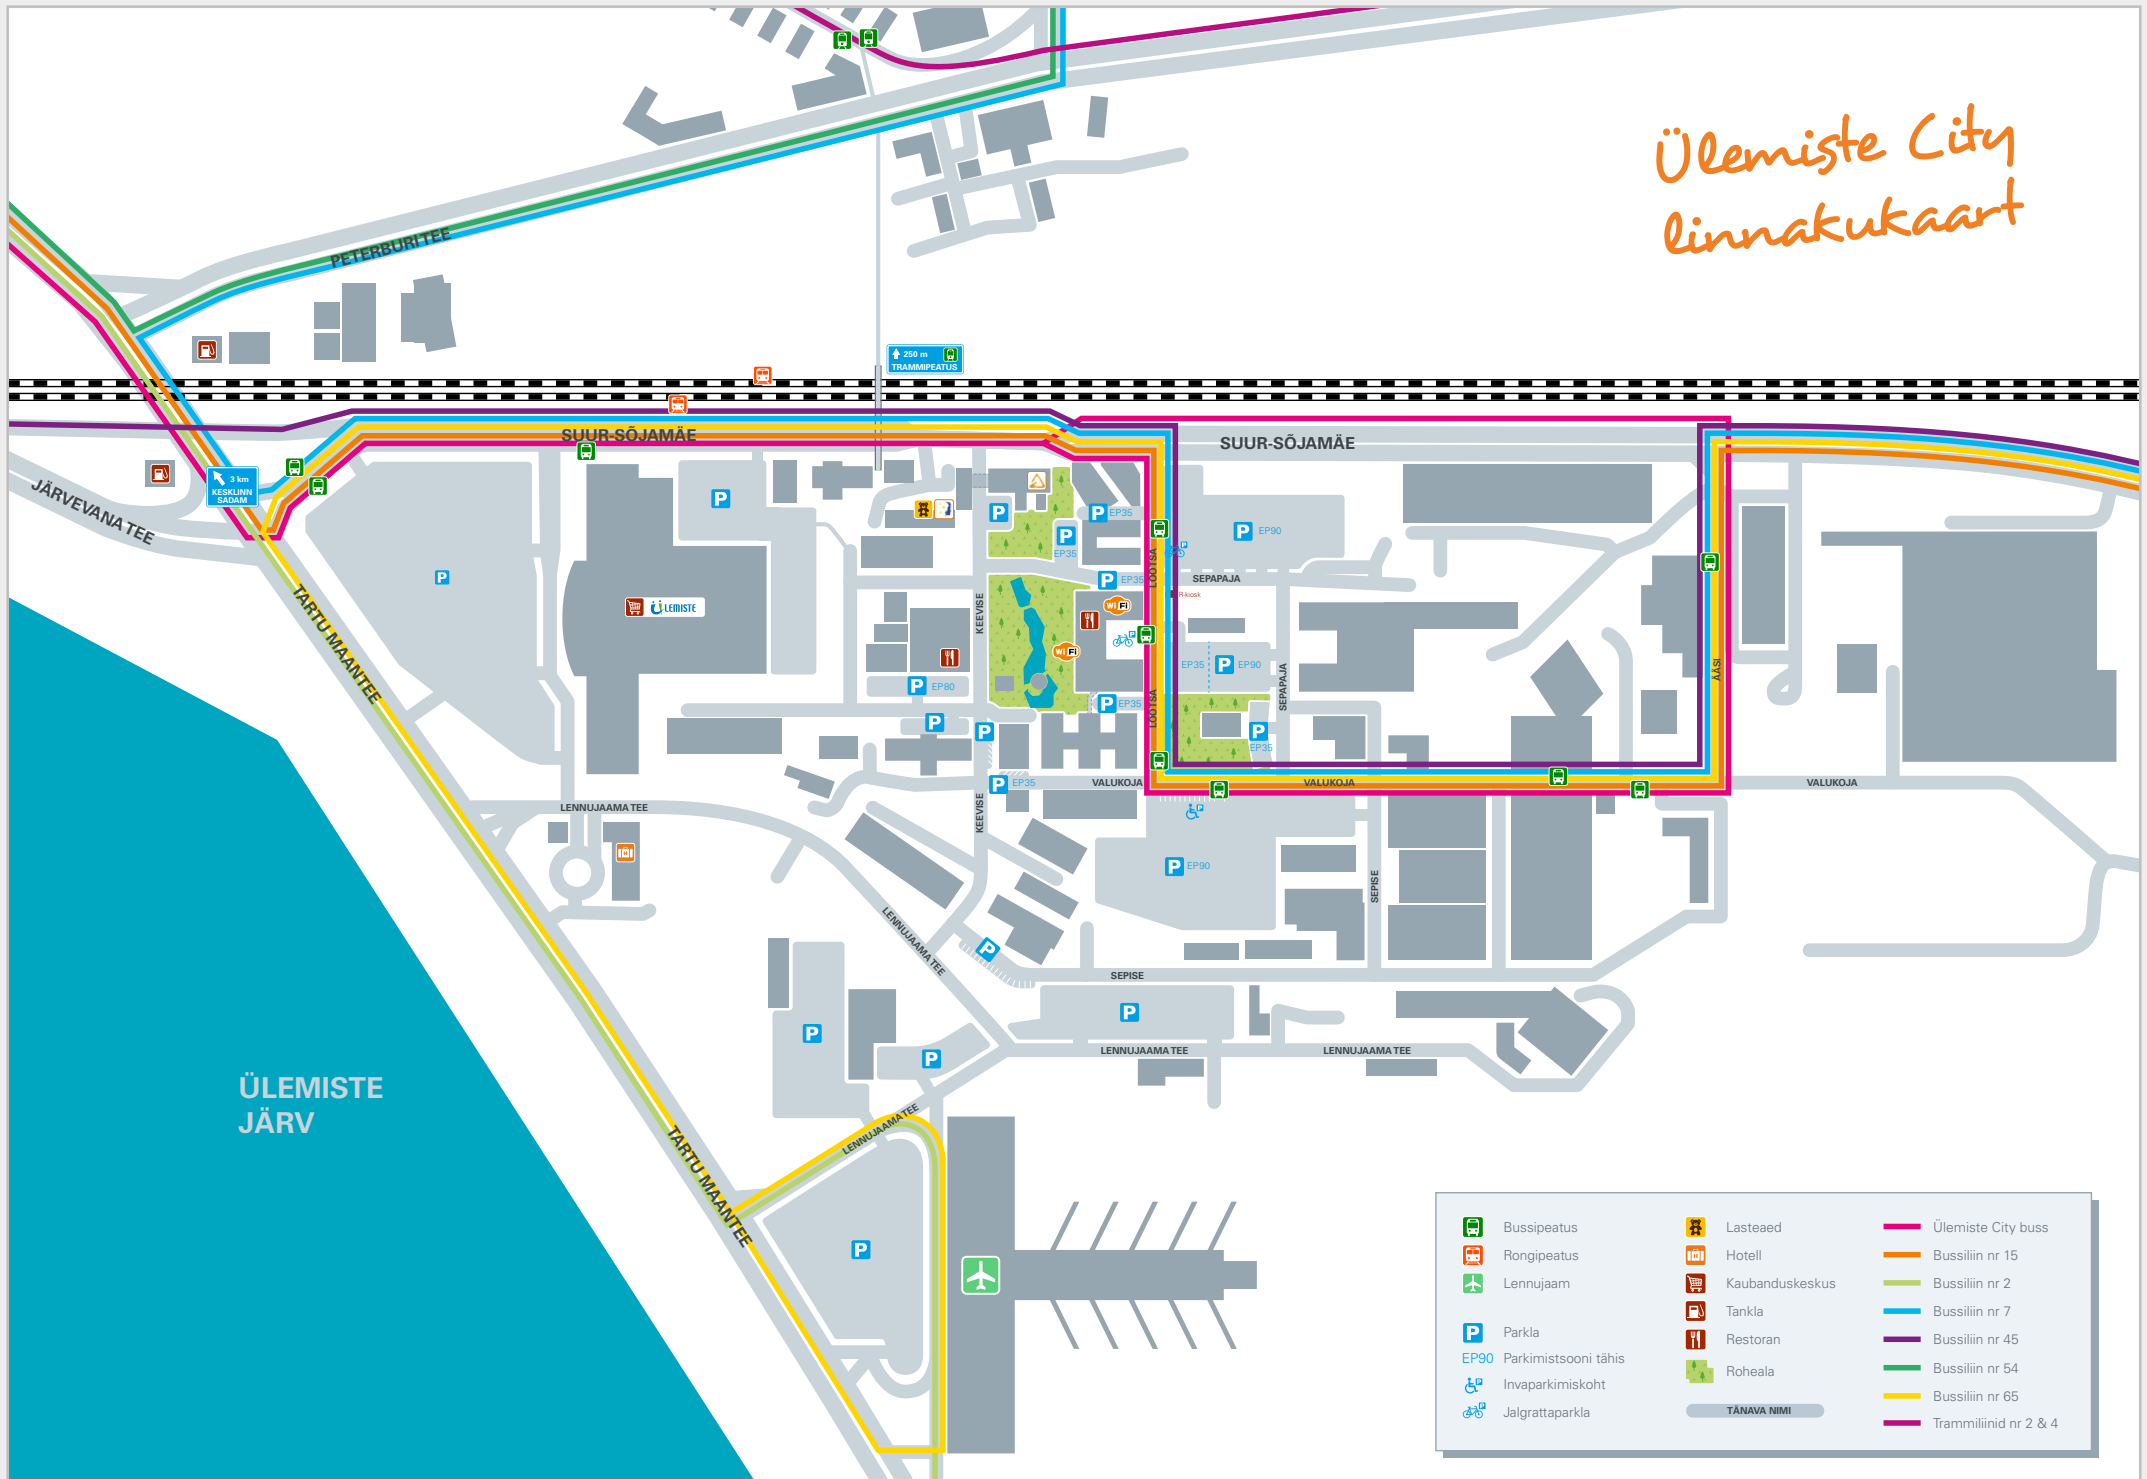 Ülemiste City
linnakukaart
PETERBURI TEE
250 m
TRAMMIPEATUS
SUUR-SÕJAMÄE
SUUR-SÕJAMÄE
JÄRVEVANA TEE
3 km
KESKLINN
SADAM
P
P
P
P
EP35
P
EP35
P
EP90
LOOTSA
P
EP35
SEPAPAJA
R-kiosk
TARTU MAANTEE
ÜLEMISTE
KEEVISE
WiFi
WiFi
EP35
P
EP90
SEPAPAJA
ÄÄSI
P
EP80
P
EP35
LOOTSA
P
P
P
EP35
P
EP35
VALUKOJA
VALUKOJA
VALUKOJA
LENNUJAAMA TEE
KEEVISE
P
EP90
SEPISE
LENNUJAAMA TEE
P
SEPISE
P
P
P
LENNUJAAMA TEE
LENNUJAAMA TEE
ÜLEMISTE
JÄRV
LENNUJAAMA TEE
TARTU MAANTEE
P
Bussipeatus
Rongipeatus
Lennujaam
P
Parkla
EP90
Parkimistsooni tähis
Invaparkimiskoht
Jalgrattaparkla
Lasteaed
Hotell
Kaubanduskeskus
Tankla
Restoran
Roheala
TÄNAVA NIMI
Ülemiste City buss
Bussiliin nr 15
Bussiliin nr 2
Bussiliin nr 7
Bussiliin nr 45
Bussiliin nr 54
Bussiliin nr 65
Trammiliinid nr 2 & 4